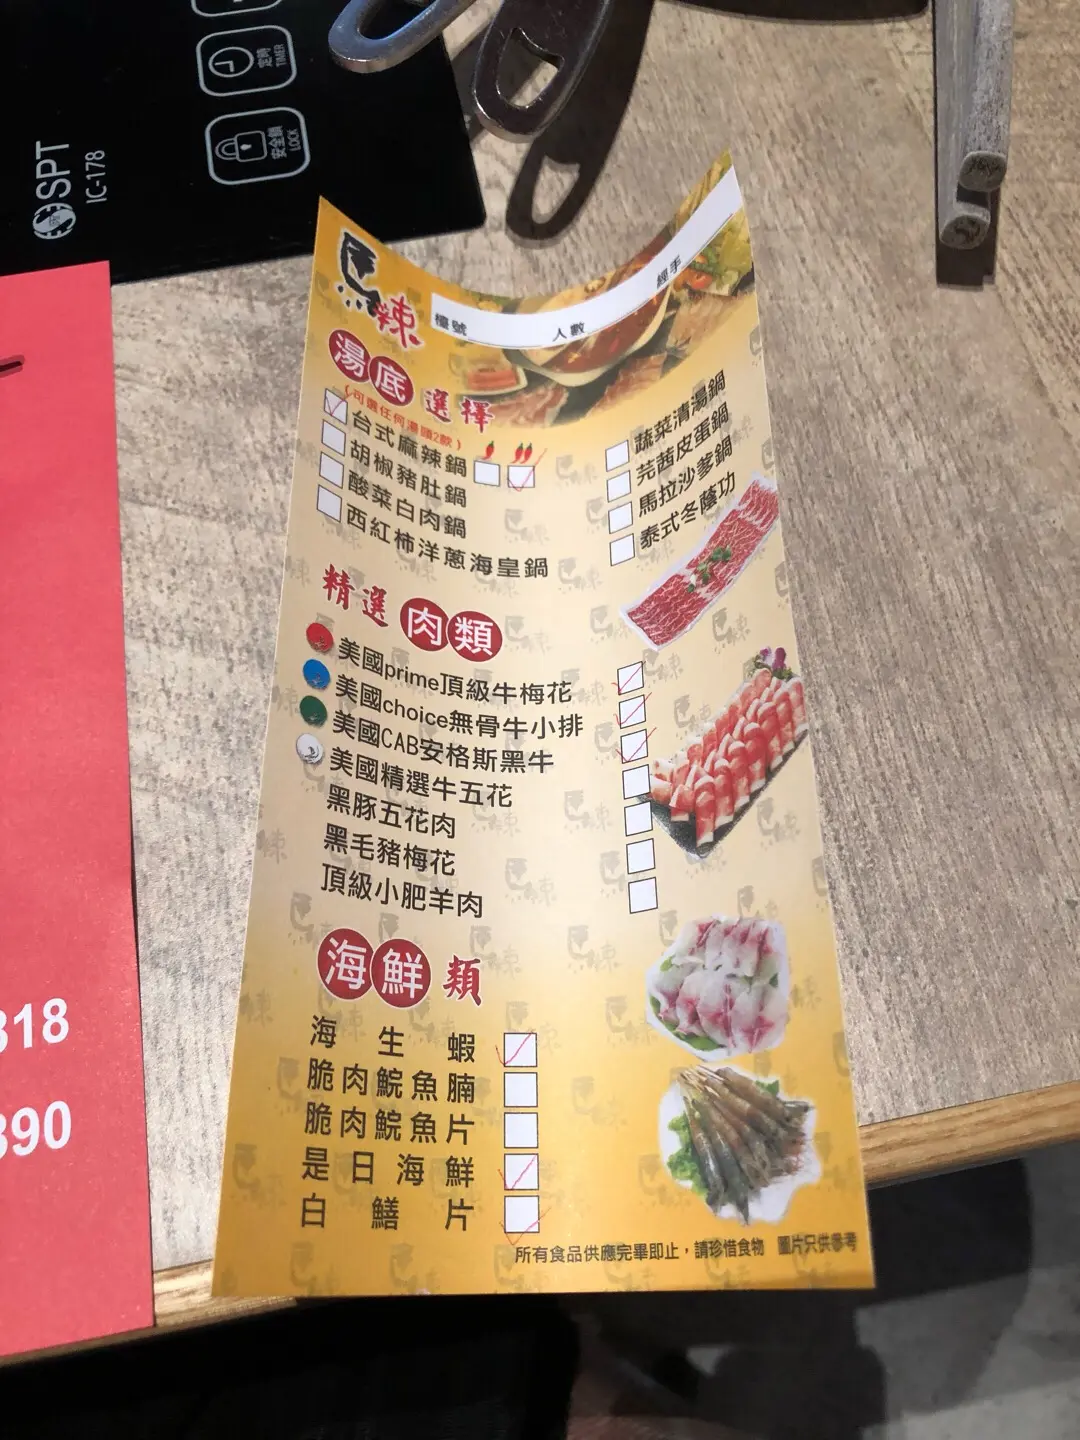 定時
TIMER
安全鎖
LOCK
SPT
IC-178
馬辣
檯號 人數 經手
湯底選擇
(可選任何湯頭2款)
台式麻辣鍋
胡椒豬肚鍋
酸菜白肉鍋
西紅柿洋蔥海皇鍋
蔬菜清湯鍋
芫茜皮蛋鍋
馬拉沙爹鍋
泰式冬蔭功
精選肉類
美國prime頂級牛梅花
美國choice無骨牛小排
美國CAB安格斯黑牛
美國精選牛五花
黑豚五花肉
黑毛豬梅花
頂級小肥羊肉
海鮮類
海生蝦
脆肉鯇魚腩
脆肉鯇魚片
是日海鮮
白鱔片
所有食品供應完畢即止，請珍惜食物 圖片只供參考
318
390